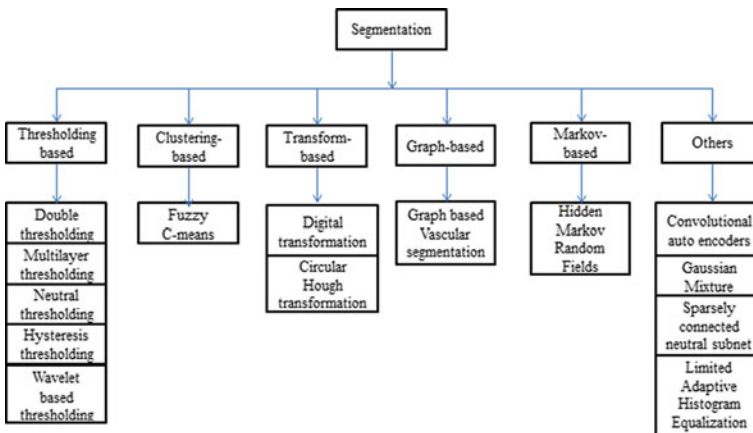 Segmentation
Thresholding
based
Clustering-
based
Transform-
based
Graph-based
Markov-
based
Others
Double
thresholding
Multilayer
thresholding
Neutral
thresholding
Hysteresis
thresholding
Wavelet
based
thresholding
Fuzzy
C-means
Digital
transformation
Circular
Hough
transformation
Graph based
Vascular
segmentation
Hidden
Markov
Random
Fields
Convolutional
auto encoders
Gaussian
Mixture
Sparsely
connected
neutral subnet
Limited
Adaptive
Histogram
Equalization